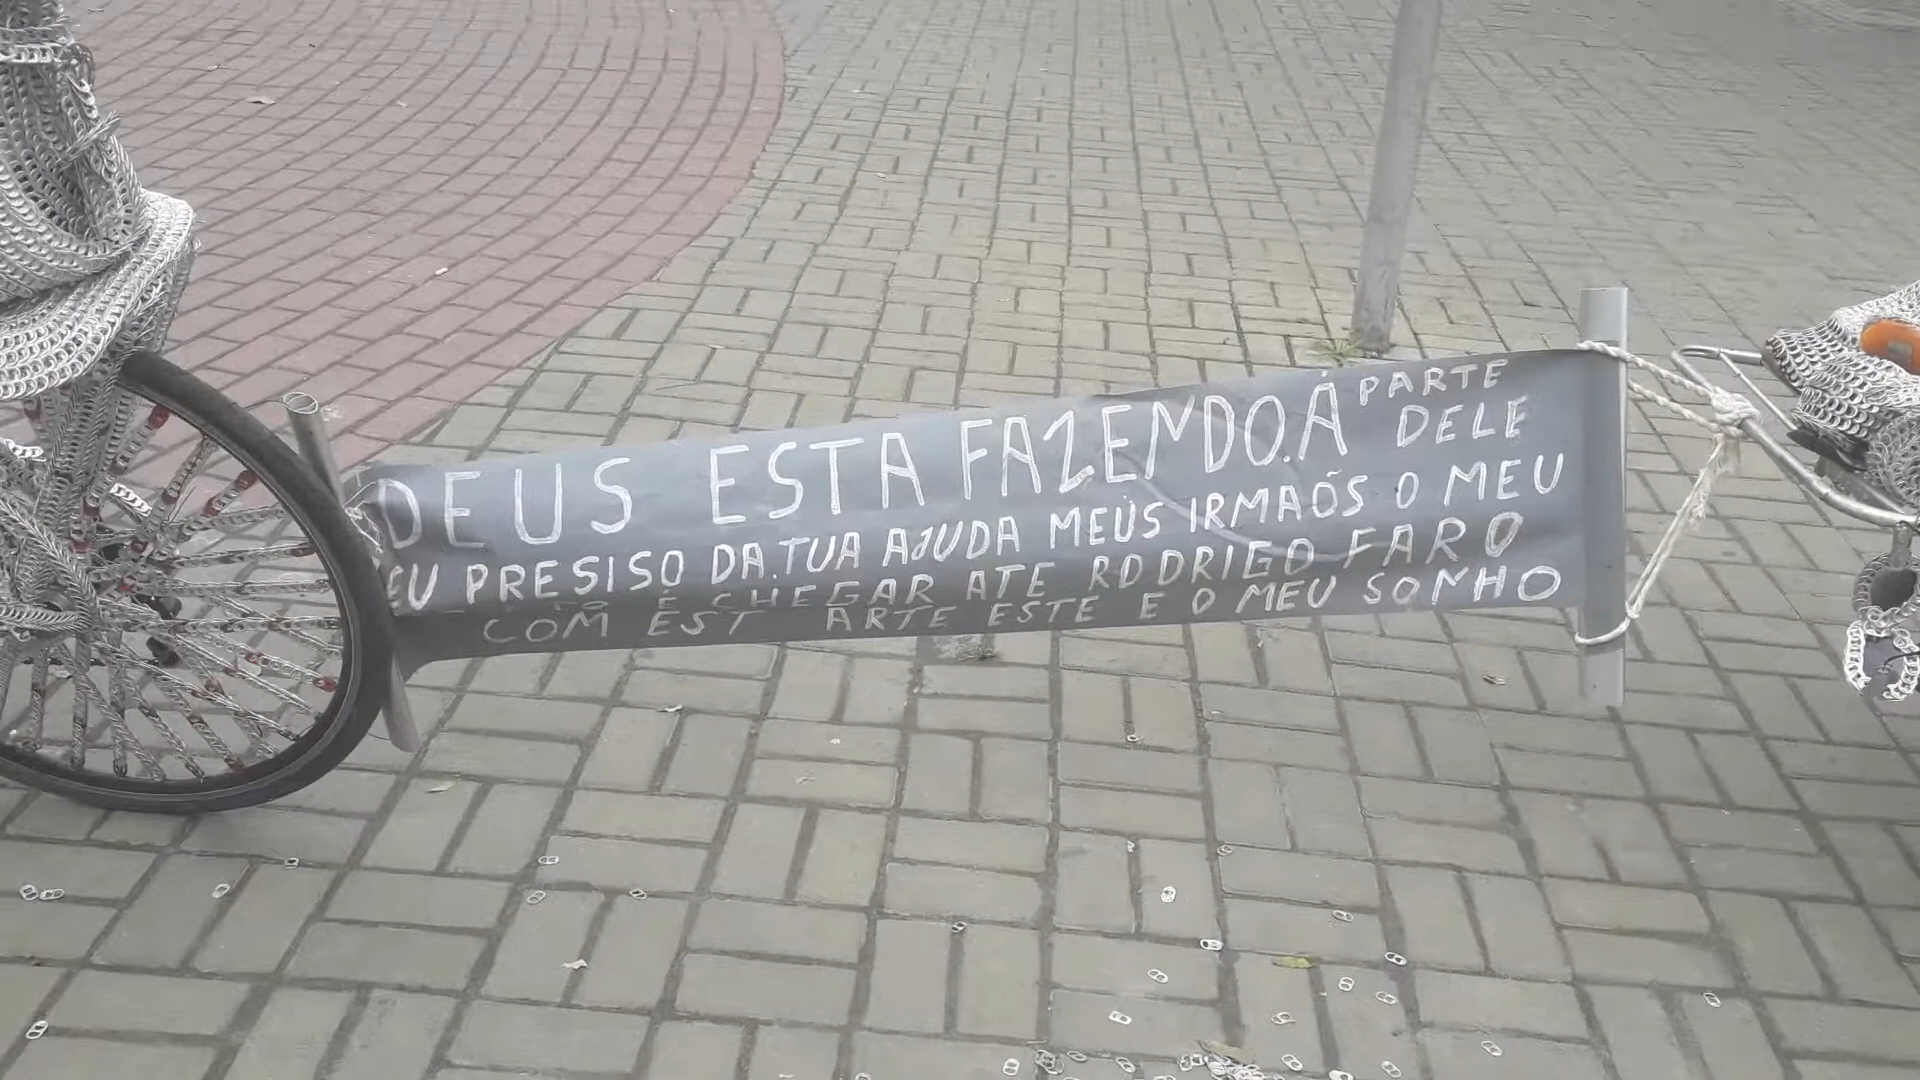 DEUS ESTA FAZENDO.A PARTE DELE
EU PRESISO DA.TUA AJUDA MEUS IRMAÕS O MEU
É CHEGAR ATE RODRIGO FARO
COM EST ARTE ESTE E O MEU SONHO